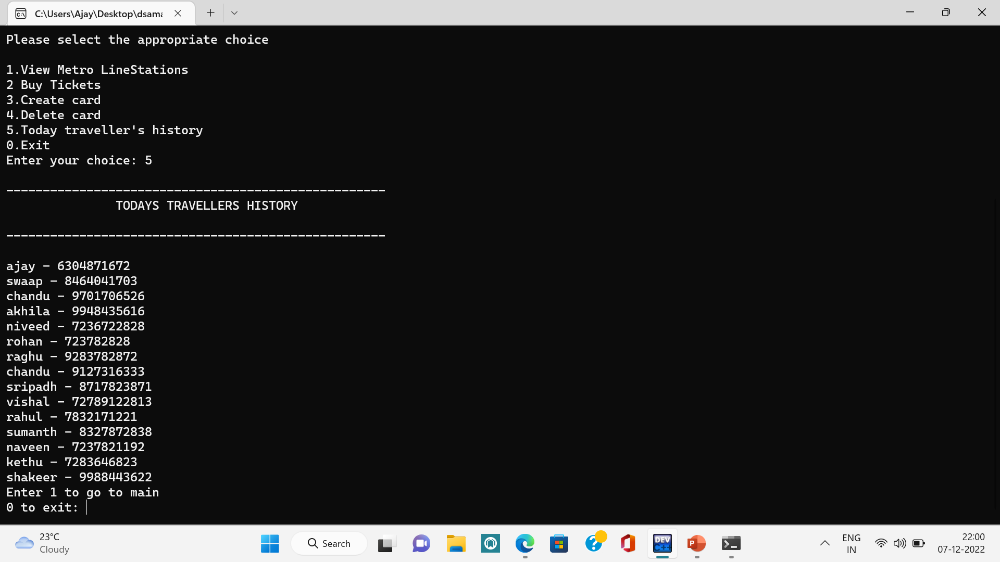 C:\Users\Ajay\Desktop\dsama
Please select the appropriate choice
1.View Metro LineStations
2 Buy Tickets
3.Create card
4.Delete card
5.Today traveller's history
0.Exit
Enter your choice: 5
----------------------------------------------------
TODAYS TRAVELLERS HISTORY
----------------------------------------------------
ajay - 6304871672
swaap - 8464041703
chandu - 9701706526
akhila - 9948435616
niveed - 7236722828
rohan - 723782828
raghu - 9283782872
chandu - 9127316333
sripadh - 8717823871
vishal - 72789122813
rahul - 7832171221
sumanth - 8327872838
naveen - 7237821192
kethu - 7283646823
shakeer - 9988443622
Enter 1 to go to main
0 to exit:
23°C
Cloudy
Search
DEV
C++
P
ENG
IN
22:00
07-12-2022